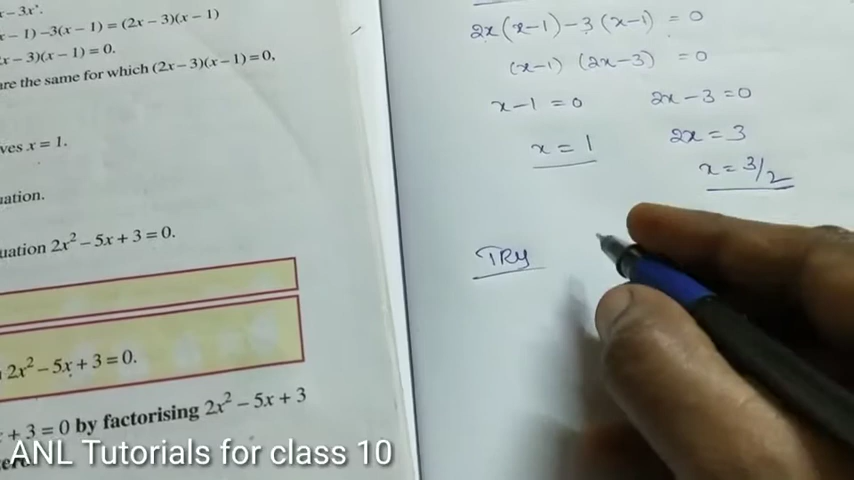 x − 3x'.
x − 1) −3(x − 1) = (2x − 3)(x − 1)
x − 3)(x − 1) = 0.
are the same for which (2x − 3)(x − 1) = 0,
ves x = 1.
uation.
uation 2x² − 5x + 3 = 0.
2x² − 5x + 3 = 0.
x + 3 = 0 by factorising 2x² − 5x + 3
2x(x−1) − 3(x−1) = 0
(x−1) (2x−3) = 0
x−1 = 0 2x−3 = 0
x = 1 2x = 3
x = 3/2
TRY
ANL Tutorials for class 10